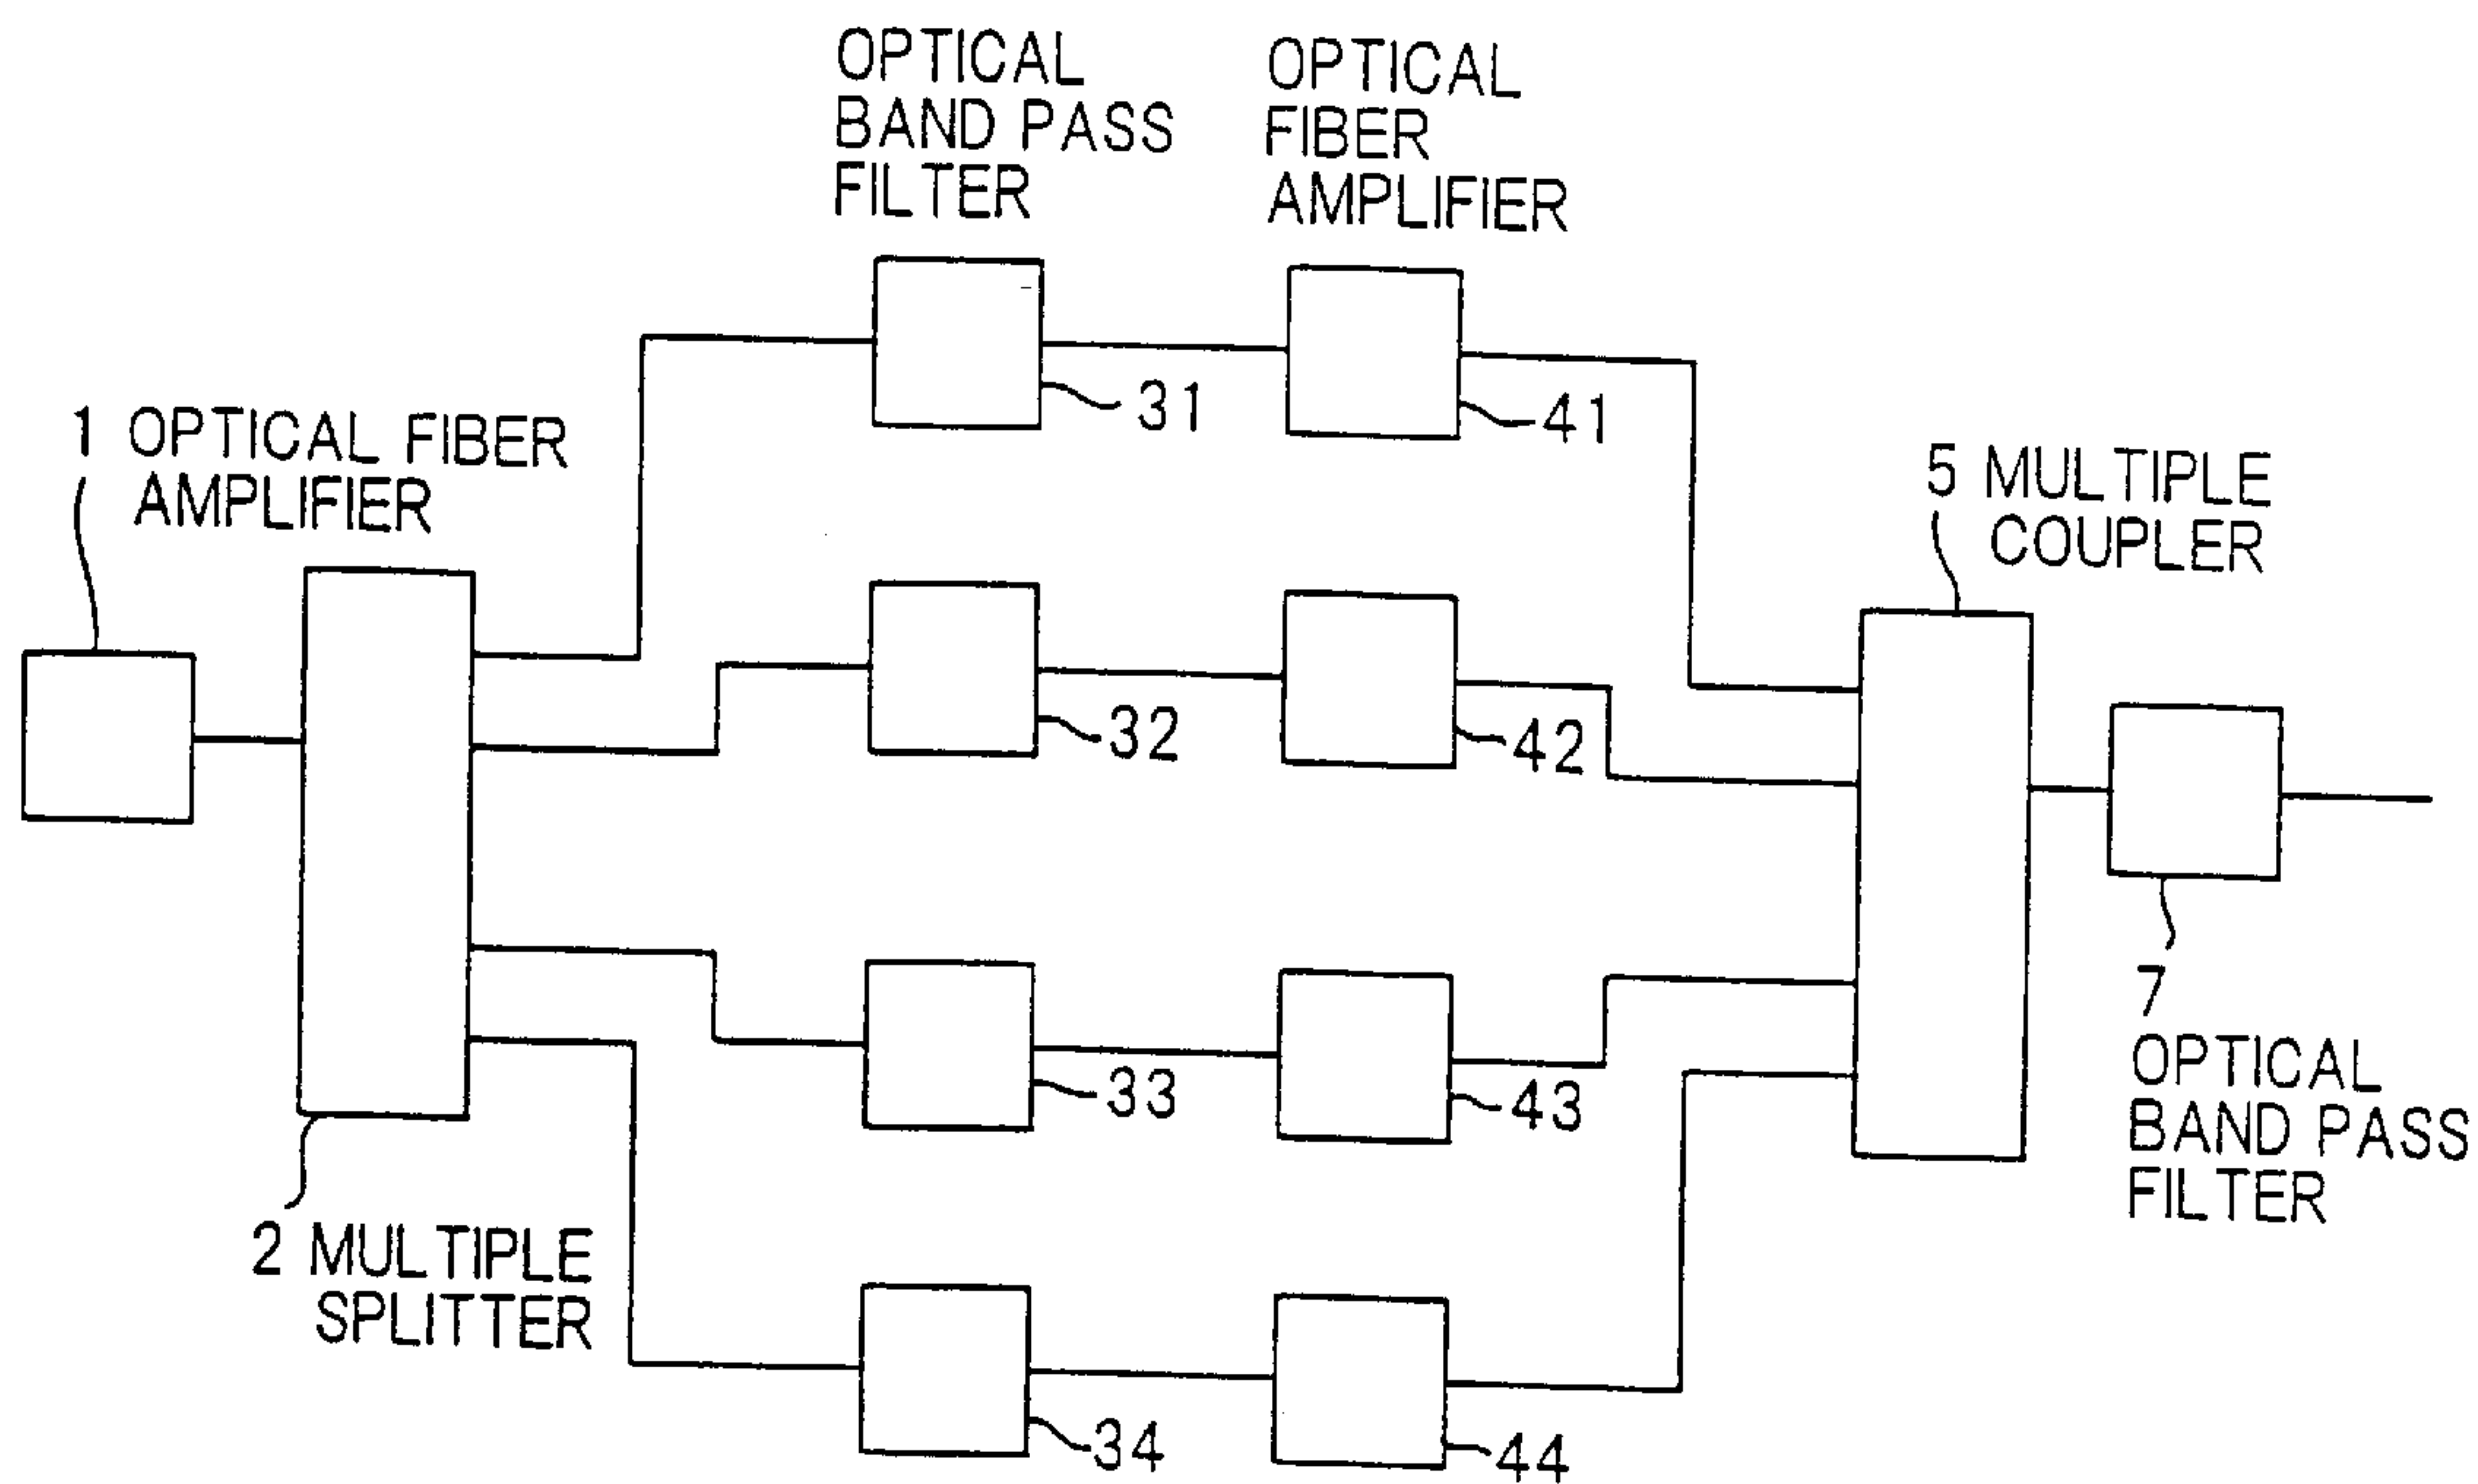 OPTICAL
BAND PASS
FILTER
OPTICAL
FIBER
AMPLIFIER
31
41
1 OPTICAL FIBER
AMPLIFIER
5 MULTIPLE
COUPLER
32
42
33
43
7
OPTICAL
BAND PASS
FILTER
2 MULTIPLE
SPLITTER
34
44